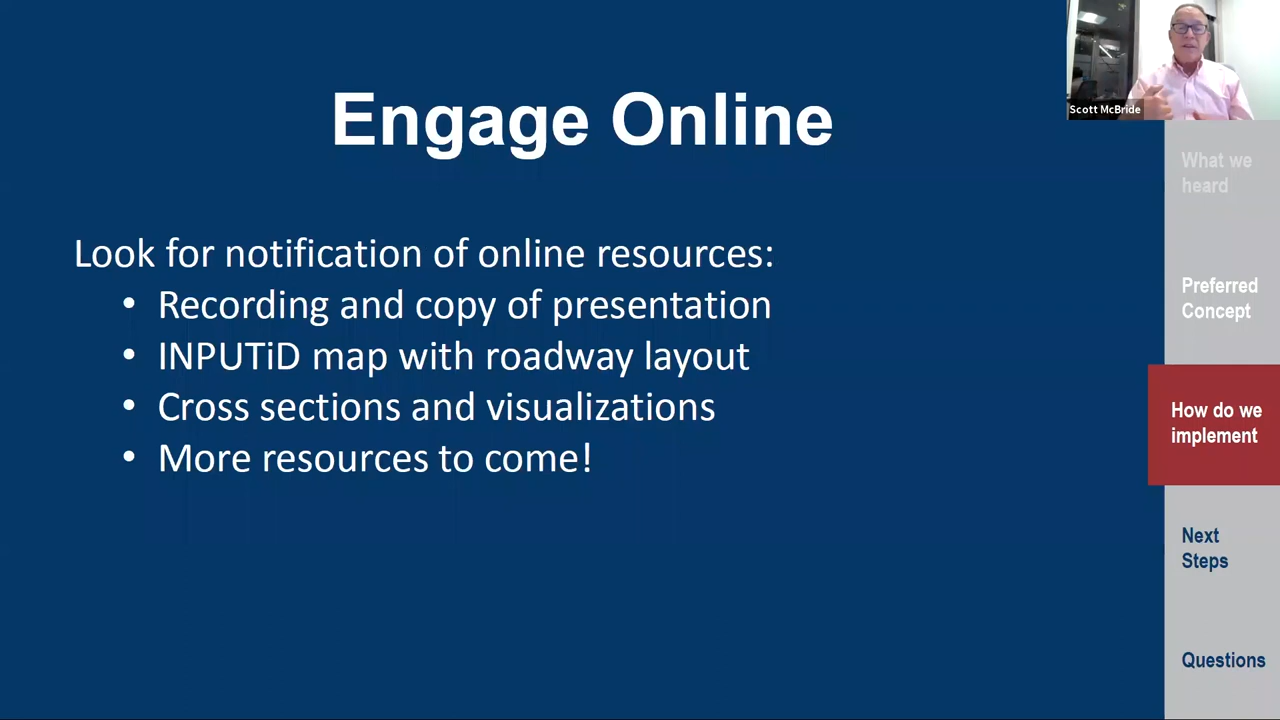 Engage Online
Look for notification of online resources:
• Recording and copy of presentation
• INPUTiD map with roadway layout
• Cross sections and visualizations
• More resources to come!
Scott McBride
What we
heard
Preferred
Concept
How do we
implement
Next
Steps
Questions